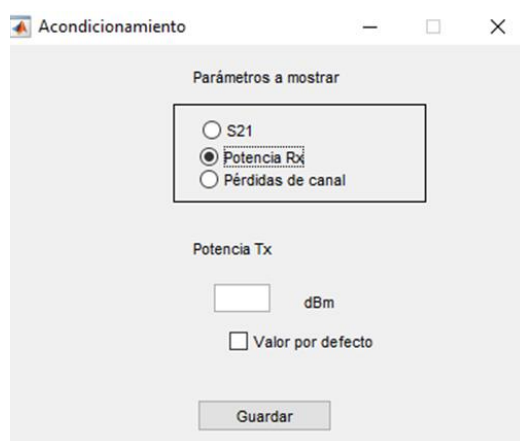 Acondicionamiento
Parámetros a mostrar
S21
Potencia Rx
Pérdidas de canal
Potencia Tx
dBm
Valor por defecto
Guardar